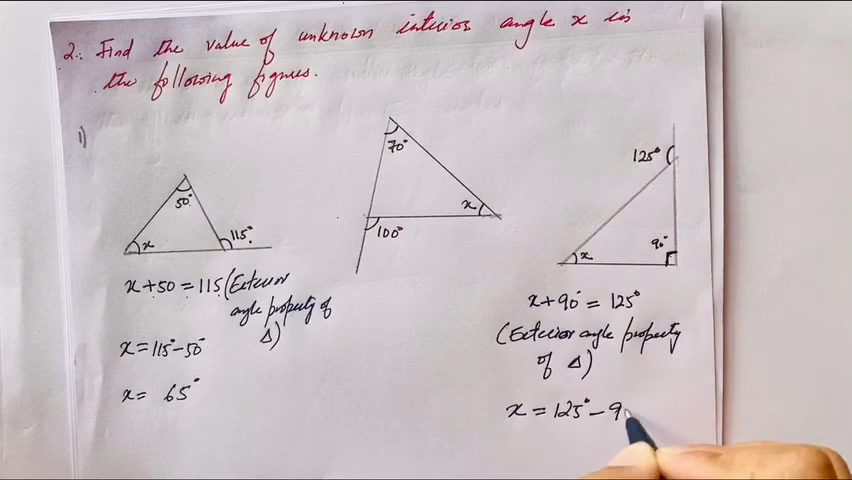 2. Find the value of unknown interior angle x in
the following figures.
1)
50°
x
115°
x+50 = 115 (Exterior
angle property of
Δ)
x = 115° - 50°
x = 65°
70°
x
100°
125°
90°
x
x + 90° = 125°
(Exterior angle property
of Δ)
x = 125° - 9